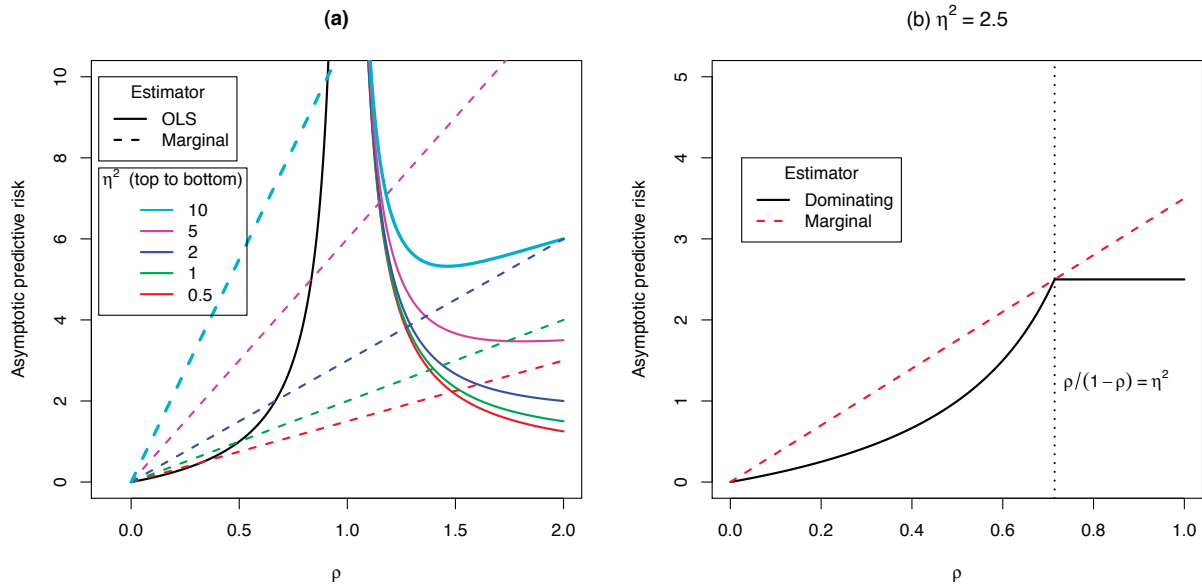 (a)
Asymptotic predictive risk
10
8
6
4
2
0
Estimator
OLS
Marginal
η² (top to bottom)
10
5
2
1
0.5
0.0 0.5 1.0 1.5 2.0
ρ
(b) η² = 2.5
Asymptotic predictive risk
5
4
3
2
1
0
Estimator
Dominating
Marginal
ρ/(1−ρ) = η²
0.0 0.2 0.4 0.6 0.8 1.0
ρ